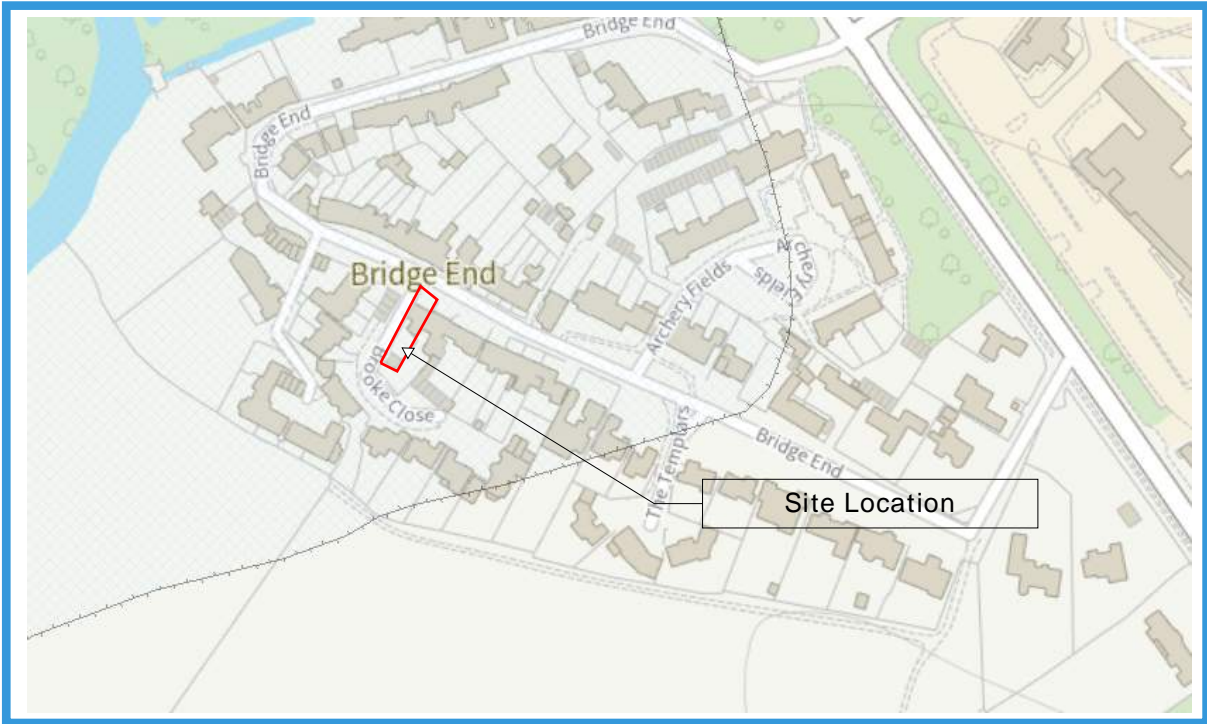 Bridge End
Bridge End
Bridge End
Archery Fields
Archery Fields
Brooke Close
The Templars
Bridge End
Site Location